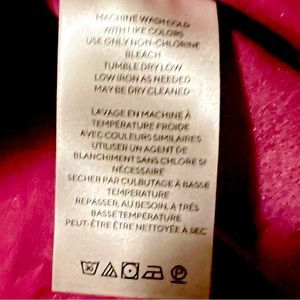 MACHINE WASH COLD
WITH LIKE COLORS
USE ONLY NON-CHLORINE
BLEACH
TUMBLE DRY LOW
LOW IRON AS NEEDED
MAY BE DRY CLEANED
LAVAGE EN MACHINE À
TEMPÉRATURE FROIDE
AVEC COULEURS SIMILAIRES
UTILISER UN AGENT DE
BLANCHIMENT SANS CHLORE SI
NÉCESSAIRE
SECHER PAR CULBUTAGE À BASSE
TEMPERATURE
REPASSER, AU BESOIN, À TRÈS
BASSE TEMPÉRATURE
PEUT-ÊTRE ÊTRE NETTOYÉE À SEC